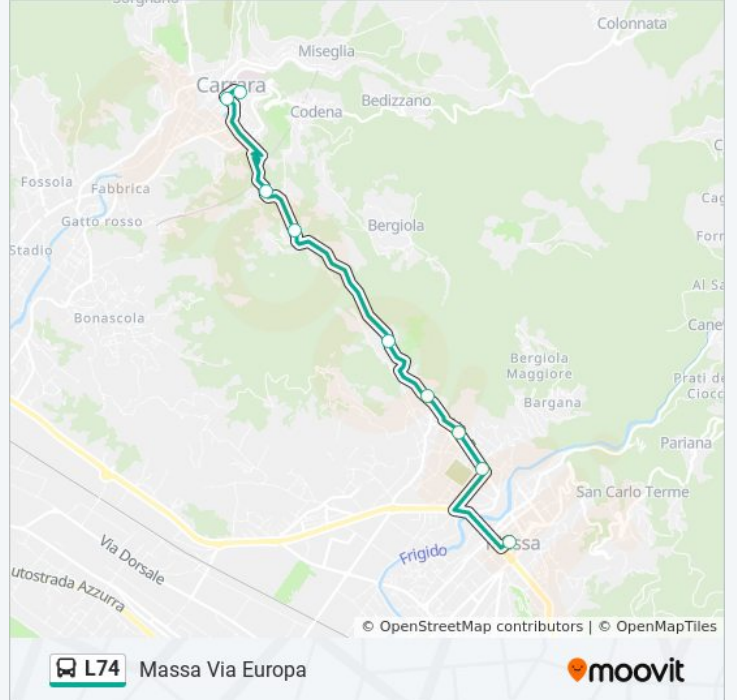 Colonnata
Miseglia
Carrara
Bedizzano
Codena
Fossola
Fabbrica
Gatto rosso
Bergiola
Stadio
Bonascola
Bergiola
Maggiore
Bargana
Pariana
San Carlo Terme
Massa
Frigido
Via Dorsale
utostrada Azzurra
© OpenStreetMap contributors | © OpenMapTiles
L74 Massa Via Europa
moovit